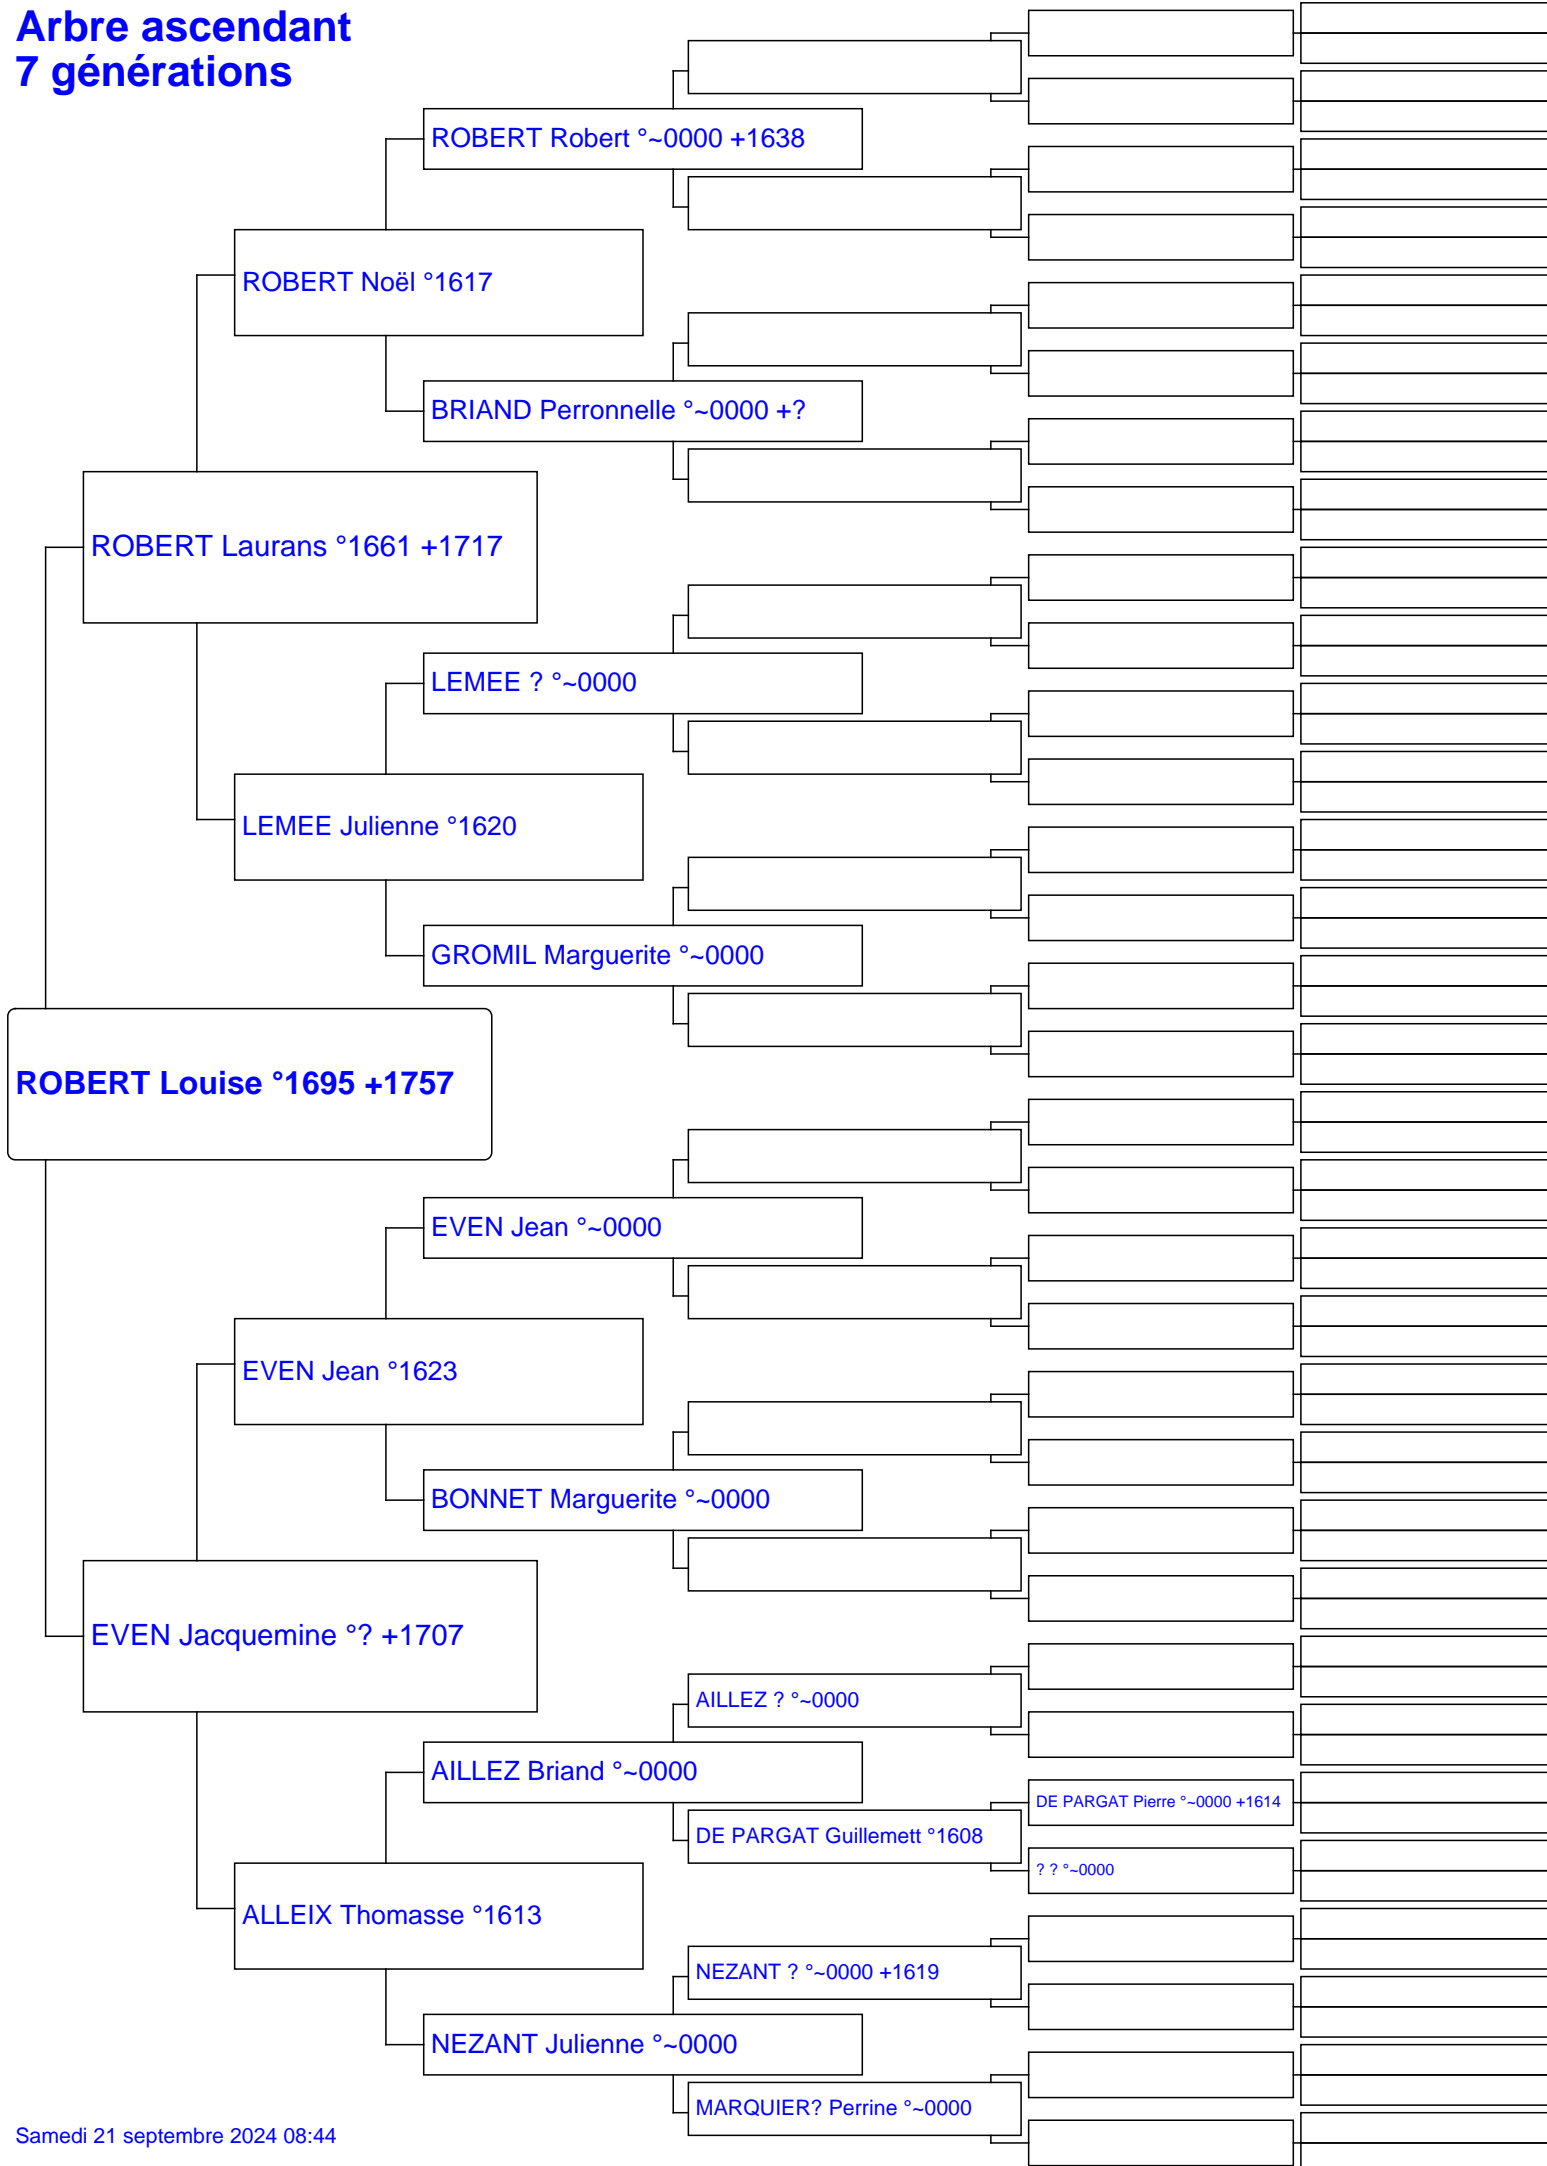 Arbre ascendant
7 générations
ROBERT Robert °~0000 +1638
ROBERT Noël °1617
BRIAND Perronnelle °~0000 +?
ROBERT Laurans °1661 +1717
LEMEE ? °~0000
LEMEE Julienne °1620
GROMIL Marguerite °~0000
ROBERT Louise °1695 +1757
EVEN Jean °~0000
EVEN Jean °1623
BONNET Marguerite °~0000
EVEN Jacquemine °? +1707
AILLEZ ? °~0000
AILLEZ Briand °~0000
DE PARGAT Pierre °~0000 +1614
DE PARGAT Guillemett °1608
? ? °~0000
ALLEIX Thomasse °1613
NEZANT ? °~0000 +1619
NEZANT Julienne °~0000
MARQUIER? Perrine °~0000
Samedi 21 septembre 2024 08:44